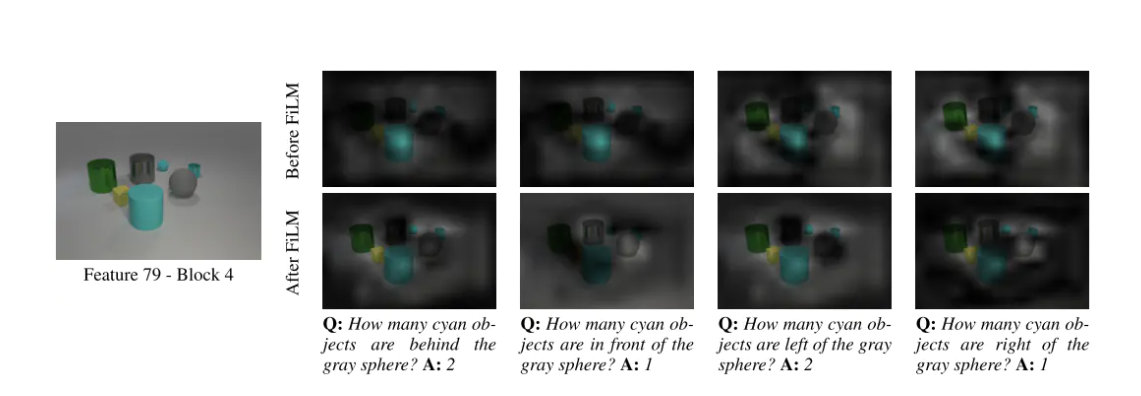 Before FiLM
After FiLM
Feature 79 - Block 4
Q: How many cyan ob-
jects are behind the
gray sphere? A: 2
Q: How many cyan ob-
jects are in front of the
gray sphere? A: 1
Q: How many cyan ob-
jects are left of the gray
sphere? A: 2
Q: How many cyan ob-
jects are right of the
gray sphere? A: 1